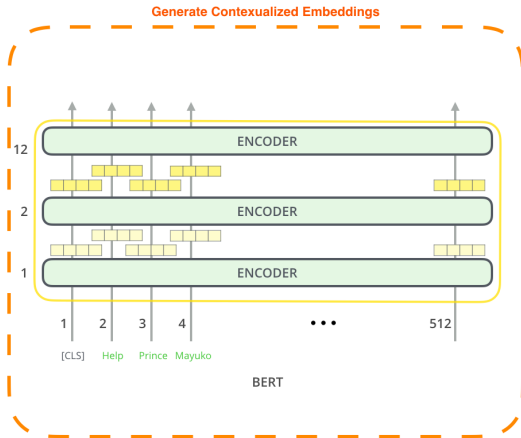 Generate Contexualized Embeddings
12
ENCODER
2
ENCODER
1
ENCODER
1 2 3 4 ••• 512
[CLS] Help Prince Mayuko
BERT